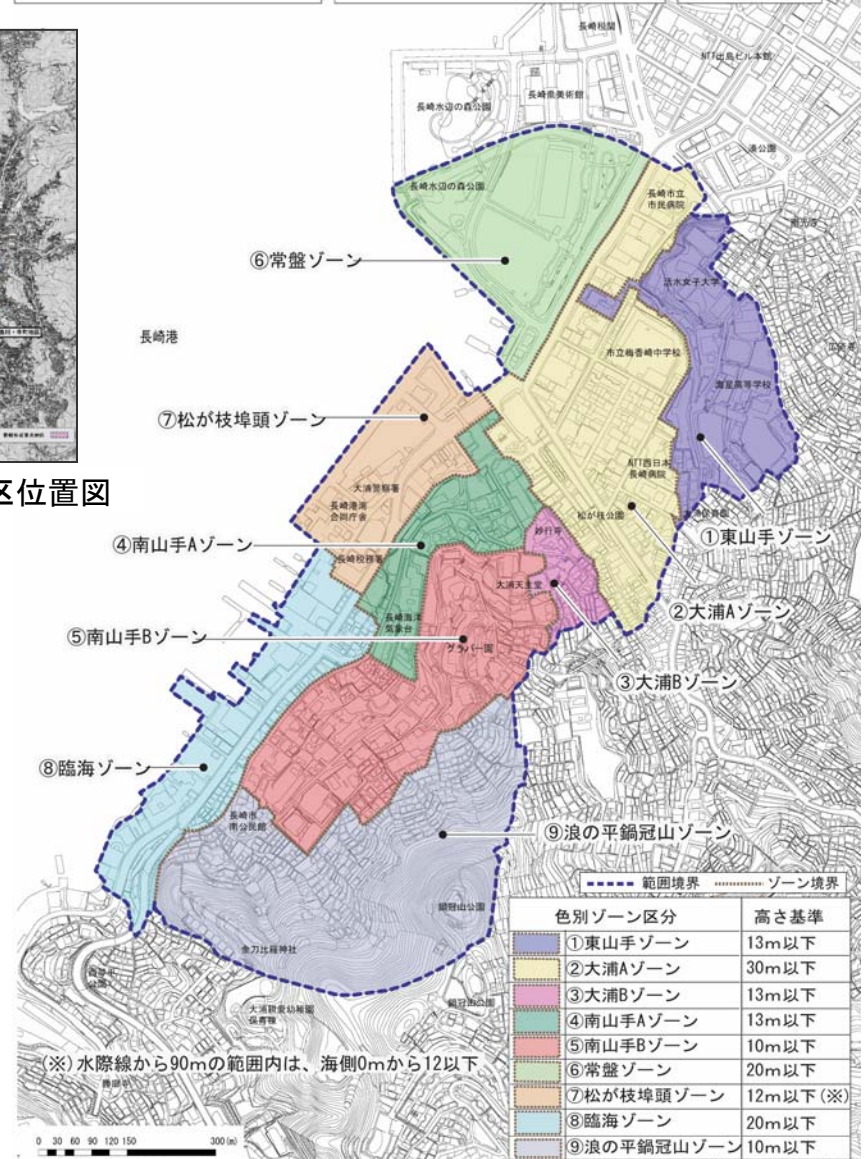 長崎税関
NTT出島ビル本館
長崎県美術館
長崎水辺の森公園
湊公園
長崎水辺の森公園
長崎市立
市民病院
⑥常盤ゾーン
活水女子大学
長崎港
市立梅香崎中学校
海星高等学校
⑦松が枝埠頭ゾーン
区位置図
大浦警察署
NTT西日本
長崎病院
長崎港湾
合同庁舎
松が枝公園
妙行寺
①東山手ゾーン
④南山手Aゾーン
長崎税務署
大浦天主堂
②大浦Aゾーン
長崎海洋
気象台
⑤南山手Bゾーン
グラバー園
③大浦Bゾーン
⑧臨海ゾーン
長崎市
南公民館
⑨浪の平鍋冠山ゾーン
範囲境界 ゾーン境界
鍋冠山公園
色別ゾーン区分 高さ基準
①東山手ゾーン 13m以下
②大浦Aゾーン 30m以下
③大浦Bゾーン 13m以下
④南山手Aゾーン 13m以下
⑤南山手Bゾーン 10m以下
⑥常盤ゾーン 20m以下
⑦松が枝埠頭ゾーン 12m以下(※)
⑧臨海ゾーン 20m以下
⑨浪の平鍋冠山ゾーン 10m以下
金刀比羅神社
鍋冠山公園
大浦親愛幼稚園
保育種
(※)水際線から90mの範囲内は、海側0mから12以下
0 30 60 90 120 150 300(m)